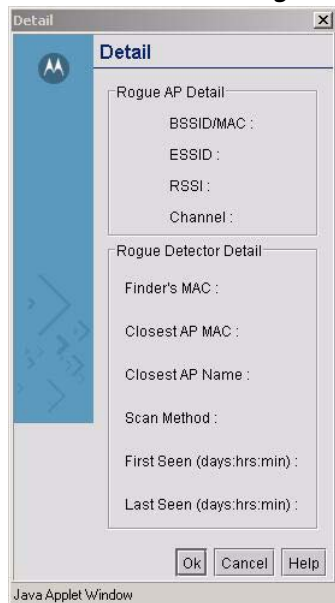 Detail
x
Detail
Rogue AP Detail
BSSID/MAC :
ESSID :
RSSI :
Channel :
Rogue Detector Detail
Finder's MAC :
Closest AP MAC :
Closest AP Name :
Scan Method :
First Seen (days:hrs:min) :
Last Seen (days:hrs:min) :
Ok Cancel Help
Java Applet Window